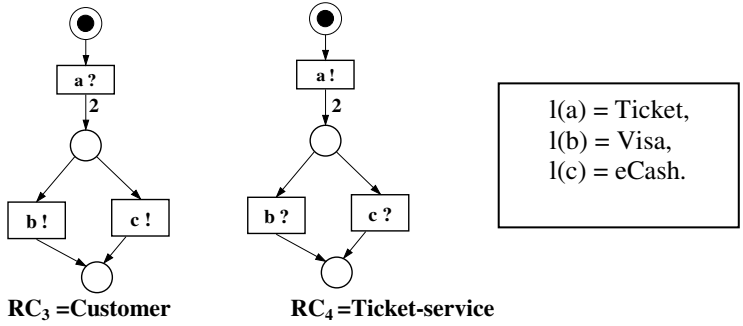 a ?
2
b !
c !
RC3 =Customer
a !
2
b ?
c ?
RC4 =Ticket-service
l(a) = Ticket,
l(b) = Visa,
l(c) = eCash.